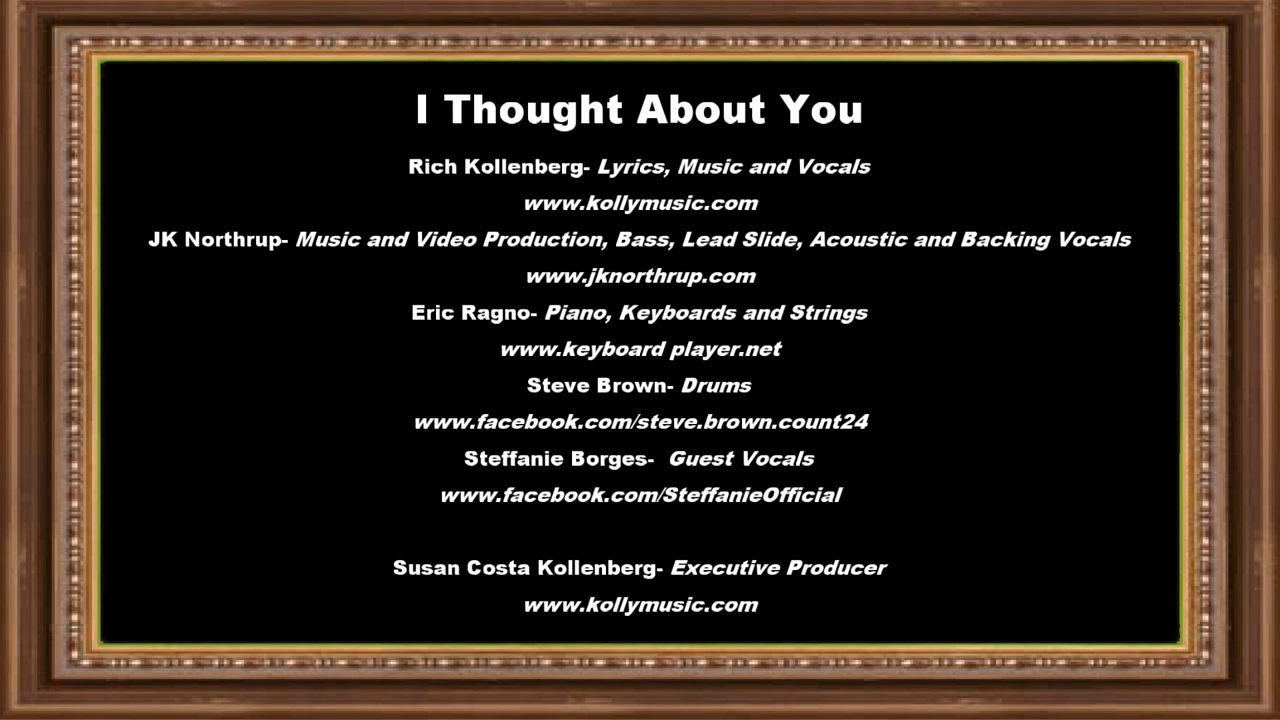 I Thought About You
Rich Kollenberg- Lyrics, Music and Vocals
www.kollymusic.com
JK Northrup- Music and Video Production, Bass, Lead Slide, Acoustic and Backing Vocals
www.jknorthrup.com
Eric Ragno- Piano, Keyboards and Strings
www.keyboard player.net
Steve Brown- Drums
www.facebook.com/steve.brown.count24
Steffanie Borges- Guest Vocals
www.facebook.com/SteffanieOfficial
Susan Costa Kollenberg- Executive Producer
www.kollymusic.com